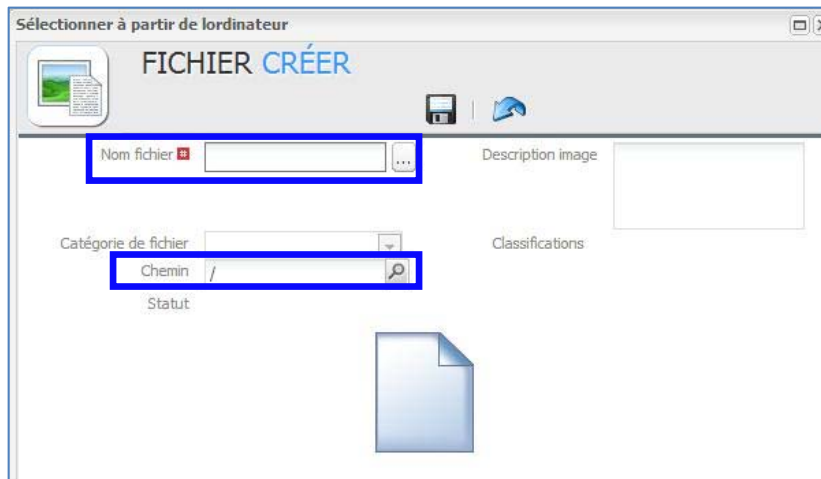 Sélectionner à partir de lordinateur
FICHIER CRÉER
Nom fichier
...
Description image
Catégorie de fichier
Classifications
Chemin /
Statut